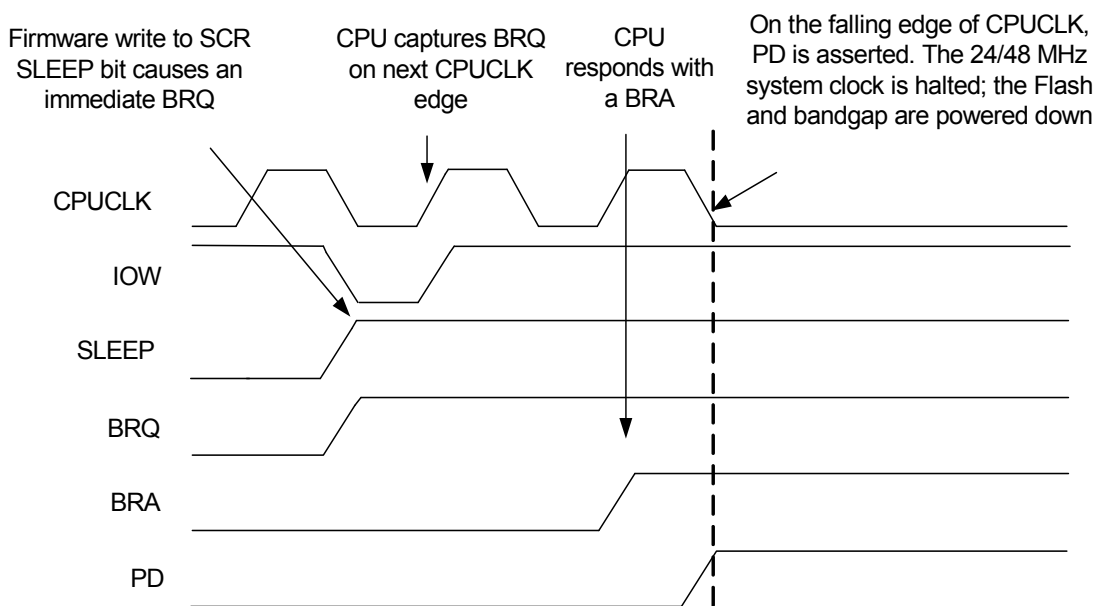 Firmware write to SCR
SLEEP bit causes an
immediate BRQ
CPU captures BRQ
on next CPUCLK
edge
CPU
responds with
a BRA
On the falling edge of CPUCLK,
PD is asserted. The 24/48 MHz
system clock is halted; the Flash
and bandgap are powered down
CPUCLK
IOW
SLEEP
BRQ
BRA
PD